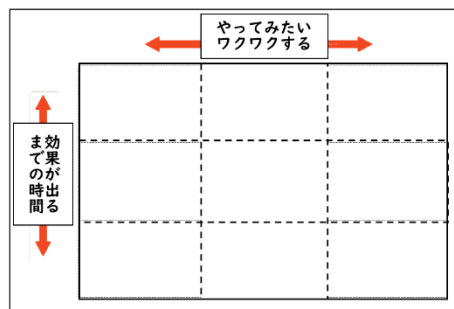 やってみたい
ワクワクする
効果が出る
までの時間